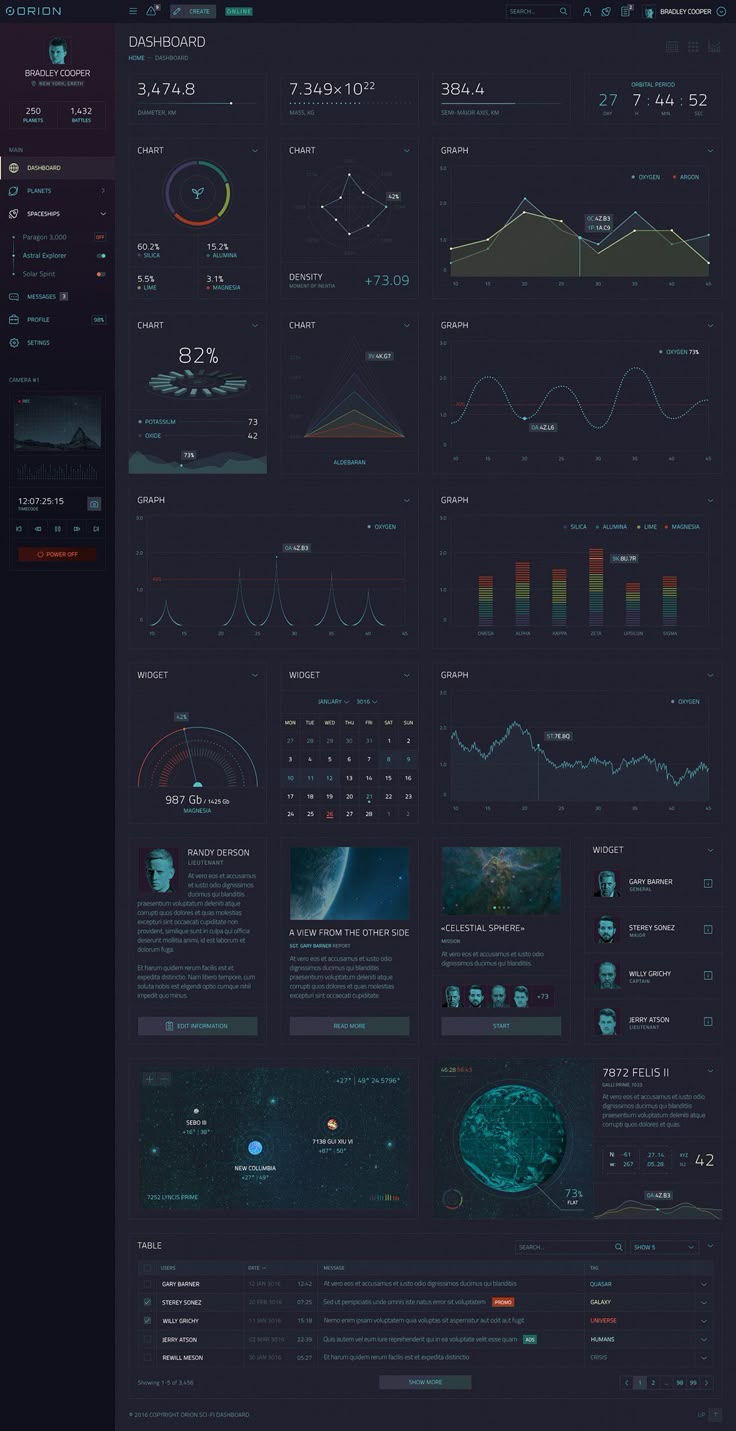 ORION
9
CREATE
ONLINE
SEARCH...
2
BRADLEY COOPER
BRADLEY COOPER
NEW YORK, EARTH
250
PLANETS
1,432
BATTLES
MAIN
DASHBOARD
PLANETS
SPACESHIPS
Paragon 3,000
OFF
Astral Explorer
Solar Spirit
MESSAGES
3
PROFILE
98%
SETINGS
CAMERA #1
REC
12:07:25:15
TIMECODE
POWER OFF
DASHBOARD
HOME — DASHBOARD
3,474.8
DIAMETER, KM
7.349×10²²
MASS, KG
384.4
SEMI-MAJOR AXIS, KM
ORBITAL PERIOD
27 7 : 44 : 52
DAY H MIN SEC
CHART
60.2%
SILICA
15.2%
ALUMINA
5.5%
LIME
3.1%
MAGNESIA
CHART
42%
DENSITY
MOMENT OF INERTIA
+73.09
GRAPH
OXYGEN ARGON
3.0
2.0
1.0
0
0C.4Z.B3
1P.1A.C9
10 15 20 25 30 35 40 45
CHART
82%
POTASSIUM 73
OXIDE 42
73%
CHART
3V.4K.G7
ALDEBARAN
GRAPH
OXYGEN 73%
3.0
2.0
AVG
1.0
0A.4Z.L6
10 15 20 25 30 35 40 45
GRAPH
OXYGEN
3.0
2.0
AVG
1.0
0
0A.4Z.B3
10 15 20 25 30 35 40 45
GRAPH
SILICA ALUMINA LIME MAGNESIA
3.0
2.0
1.0
0
9K.8U.7R
OMEGA ALPHA KAPPA ZETA UPSILON SIGMA
WIDGET
42%
987 Gb / 1425 Gb
MAGNESIA
WIDGET
JANUARY 3016
MON TUE WED THU FRI SAT SUN
27 28 29 30 31 1 2
3 4 5 6 7 8 9
10 11 12 13 14 15 16
17 18 19 20 21 22 23
24 25 26 27 28 1 2
GRAPH
OXYGEN
3.0
2.0
1.0
0
5T.7E.8Q
10 15 20 25 30 35 40 45
RANDY DERSON
LIEUTENANT
At vero eos et accusamus
et iusto odio dignissimos
ducimus qui blanditiis
praesentium voluptatum deleniti atque
corrupti quos dolores et quas molestias
excepturi sint occaecati cupiditate non
provident, similique sunt in culpa qui officia
deserunt mollitia animi, id est laborum et
dolorum fuga.
Et harum quidem rerum facilis est et
expedita distinctio. Nam libero tempore, cum
soluta nobis est eligendi optio cumque nihil
impedit quo minus.
EDIT INFORMATION
A VIEW FROM THE OTHER SIDE
SGT. GARY BARNER REPORT
At vero eos et accusamus et iusto odio
dignissimos ducimus qui blanditiis
praesentium voluptatum deleniti atque
corrupti quos dolores et quas molestias
excepturi sint occaecati cupiditate
READ MORE
«CELESTIAL SPHERE»
MISSION
At vero eos et accusamus et iusto odio
dignissimos ducimus qui blanditiis.
+73
START
WIDGET
GARY BARNER
GENERAL
STEREY SONEZ
MAJOR
WILLY GRICHY
CAPTAIN
JERRY ATSON
LIEUTENANT
+27° | 49° 24.5796"
SEBO III
+16° | 38°
7138 GUI XIU VI
+87° | 50°
NEW COLUMBIA
+27° | 49°
7252 LYNCIS PRIME
46:28:56:43
73%
FLAT
7872 FELIS II
GALLI PRIME 7023
At vero eos et accusamus et iusto odio
dignissimos ducimus qui blanditiis
praesentium voluptatum deleniti atque
corrupti quos dolores et quas.
N: -61
W: 267
27.14
05.28
XYZ
42
0A.4Z.B3
TABLE
SEARCH...
SHOW 5
USERS DATE MESSAGE TAG
GARY BARNER 12 JAN 3016 12:42 At vero eos et accusamus et iusto odio dignissimos ducimus qui blanditiis QUASAR
STEREY SONEZ 20 FEB 3016 07:25 Sed ut perspiciatis unde omnis iste natus error sit voluptatem PROMO GALAXY
WILLY GRICHY 11 JAN 3016 15:18 Nemo enim ipsam voluptatem quia voluptas sit aspernatur aut odit aut fugit UNIVERSE
JERRY ATSON 02 MAY 3016 22:39 Quis autem vel eum iure reprehenderit qui in ea voluptate velit esse quam ADS HUMANS
REWILL MESON 30 JAN 3016 05:27 Et harum quidem rerum facilis est et expedita distinctio CRISIS
Showing 1-5 of 3,456
SHOW MORE
1 2 ... 98 99
© 2016 COPYRIGHT ORION SCI-FI DASHBOARD
UP